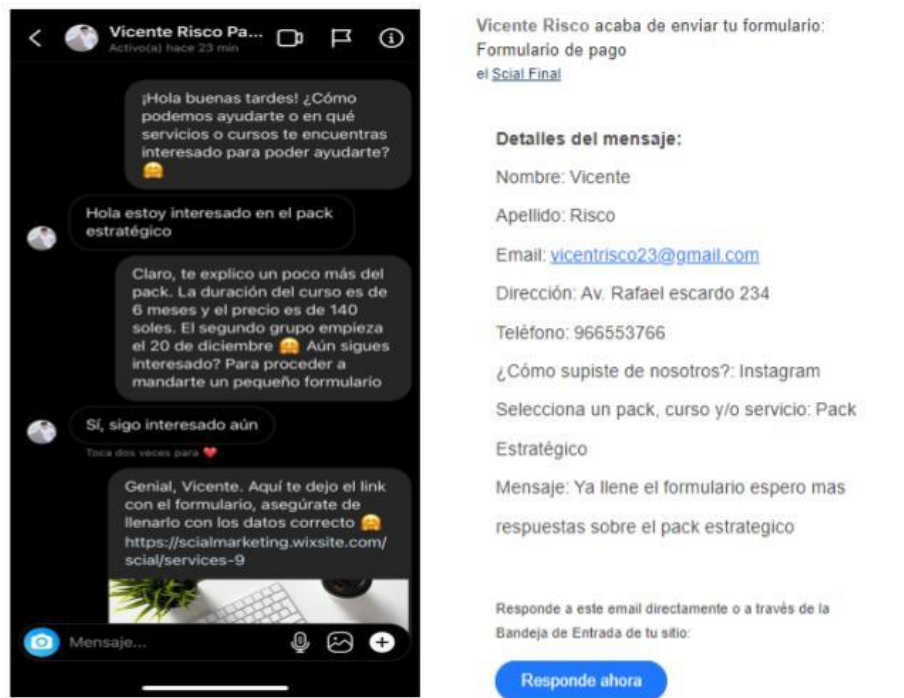 Vicente Risco Pa...
Activo(a) hace 23 min
¡Hola buenas tardes! ¿Cómo
podemos ayudarte o en qué
servicios o cursos te encuentras
interesado para poder ayudarte?
🤗
Hola estoy interesado en el pack
estratégico
Claro, te explico un poco más del
pack. La duración del curso es de
6 meses y el precio es de 140
soles. El segundo grupo empieza
el 20 de diciembre 🤗 Aún sigues
interesado? Para proceder a
mandarte un pequeño formulario
Sí, sigo interesado aún
Toca dos veces para ❤️
Genial, Vicente. Aquí te dejo el link
con el formulario, asegúrate de
llenarlo con los datos correcto 🤗
https://scialmarketing.wixsite.com/
scial/services-9
Mensaje...
Vicente Risco acaba de enviar tu formulario:
Formulario de pago
el Scial Final
Detalles del mensaje:
Nombre: Vicente
Apellido: Risco
Email: vicentrisco23@gmail.com
Dirección: Av. Rafael escardo 234
Teléfono: 966553766
¿Cómo supiste de nosotros?: Instagram
Selecciona un pack, curso y/o servicio: Pack
Estratégico
Mensaje: Ya llene el formulario espero mas
respuestas sobre el pack estrategico
Responde a este email directamente o a través de la
Bandeja de Entrada de tu sitio:
Responde ahora